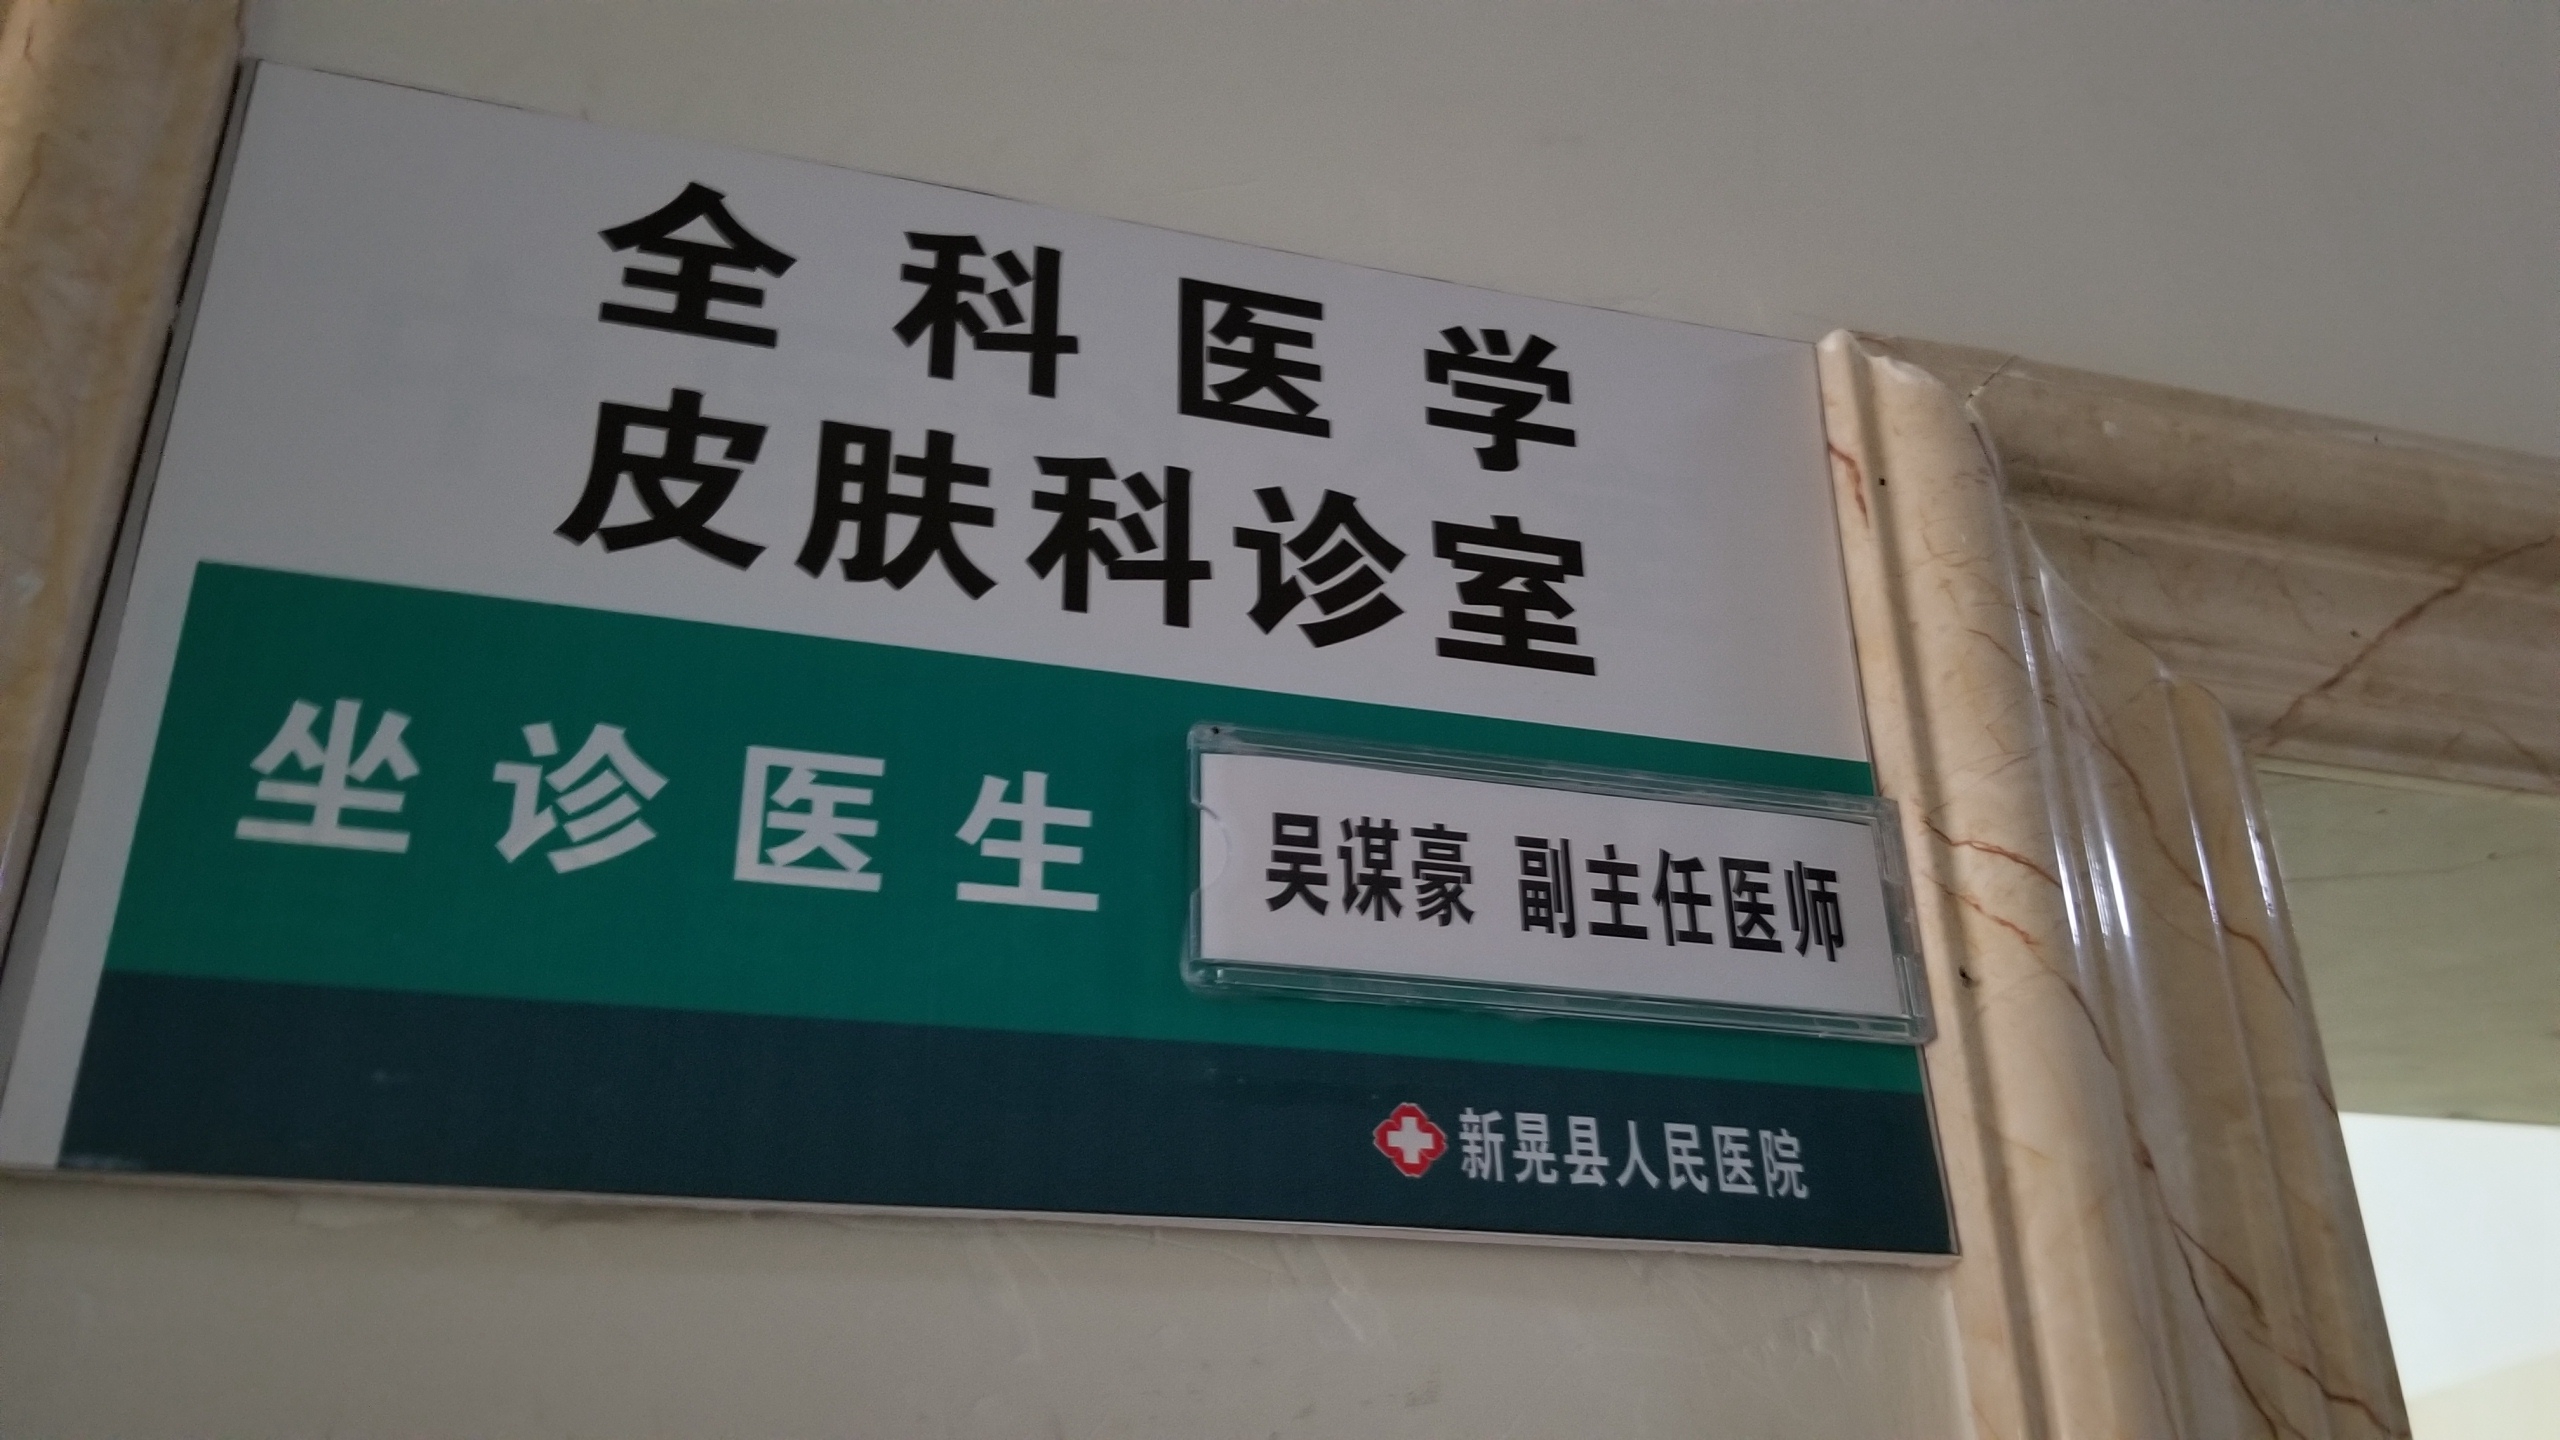 全科医学
皮肤科诊室
坐诊医生
吴谋豪 副主任医师
新晃县人民医院